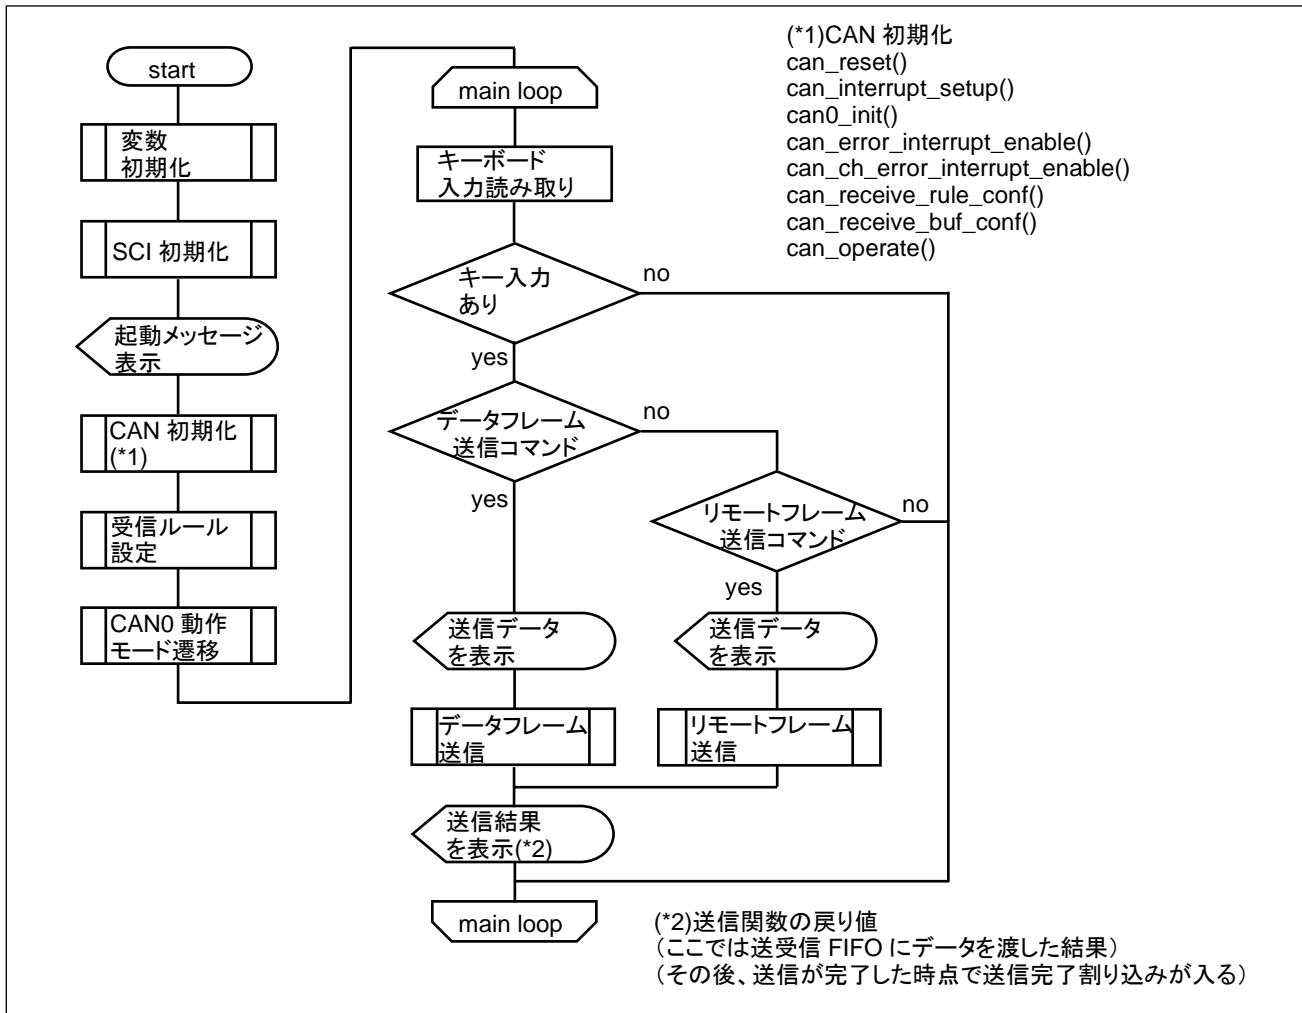 start
変数
初期化
SCI 初期化
起動メッセージ
表示
CAN 初期化
(*1)
受信ルール
設定
CAN0 動作
モード遷移
main loop
キーボード
入力読み取り
キー入力
あり
no
yes
データフレーム
送信コマンド
no
yes
リモートフレーム
送信コマンド
no
yes
送信データ
を表示
送信データ
を表示
データフレーム
送信
リモートフレーム
送信
送信結果
を表示(*2)
main loop
(*1)CAN 初期化
can_reset()
can_interrupt_setup()
can0_init()
can_error_interrupt_enable()
can_ch_error_interrupt_enable()
can_receive_rule_conf()
can_receive_buf_conf()
can_operate()
(*2)送信関数の戻り値
（ここでは送受信 FIFO にデータを渡した結果）
（その後、送信が完了した時点で送信完了割り込みが入る）